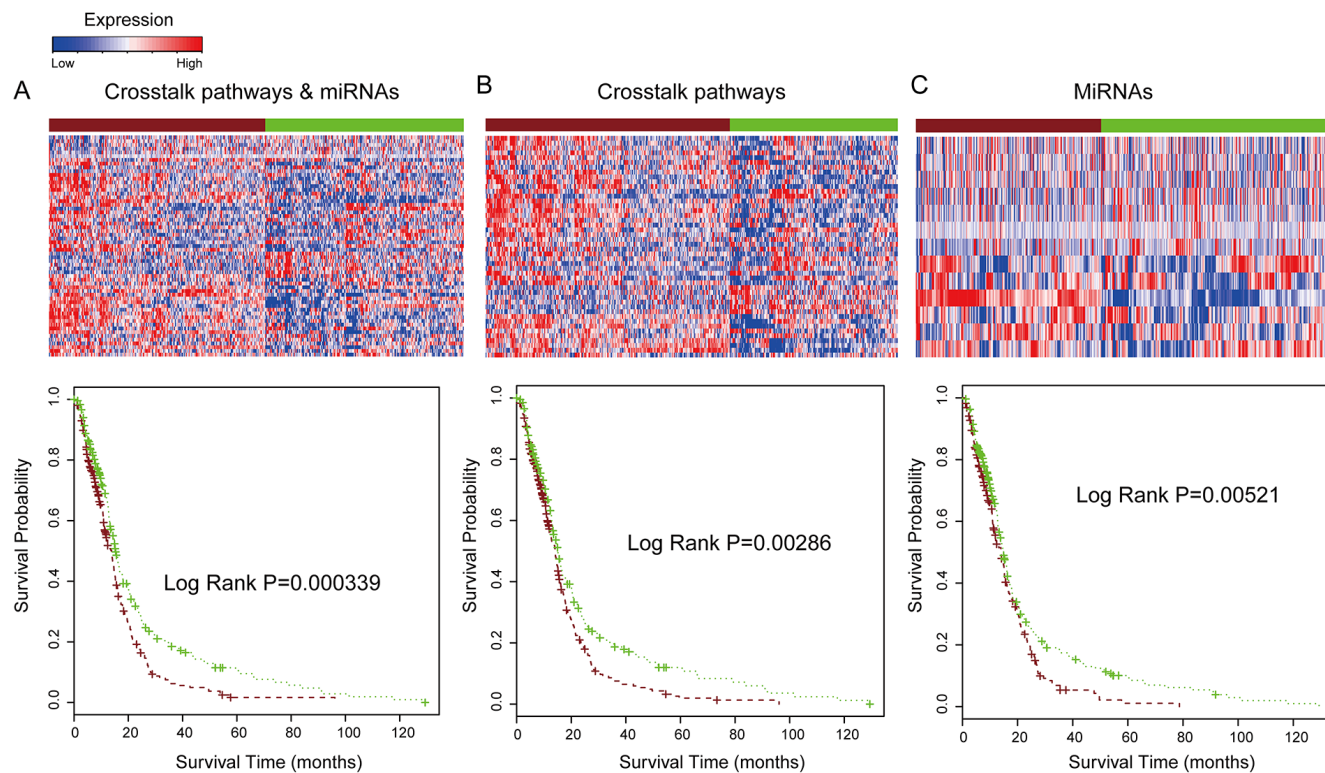 Expression
Low High
A Crosstalk pathways & miRNAs
B Crosstalk pathways
C MiRNAs
Survival Probability
1.0
0.8
0.6
0.4
0.2
0.0
Log Rank P=0.000339
0 20 40 60 80 100 120
Survival Time (months)
Survival Probability
1.0
0.8
0.6
0.4
0.2
0.0
Log Rank P=0.00286
0 20 40 60 80 100 120
Survival Time (months)
Survival Probability
1.0
0.8
0.6
0.4
0.2
0.0
Log Rank P=0.00521
0 20 40 60 80 100 120
Survival Time (months)